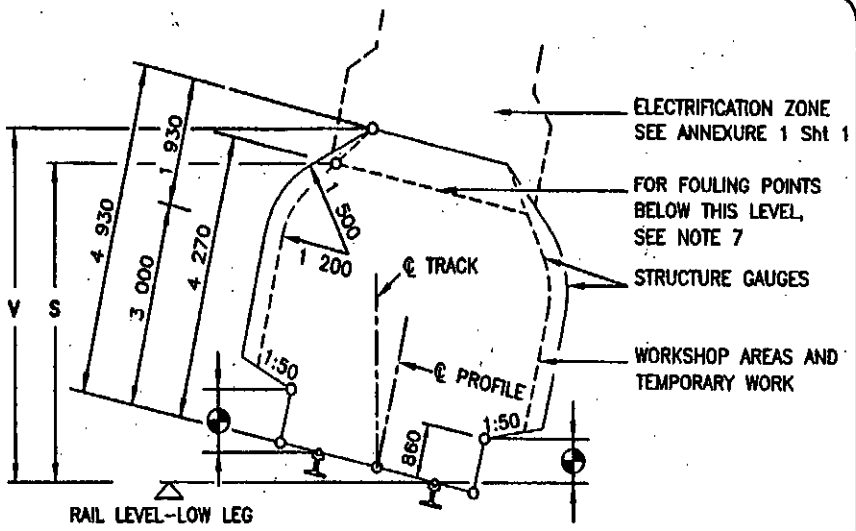 ELECTRIFICATION ZONE
SEE ANNEXURE 1 Sht 1
FOR FOULING POINTS
BELOW THIS LEVEL,
SEE NOTE 7
STRUCTURE GAUGES
WORKSHOP AREAS AND
TEMPORARY WORK
1 930
4 930
3 000
4 270
V
S
1 500
1 200
℄ TRACK
℄ PROFILE
1:50
1:50
860
RAIL LEVEL-LOW LEG